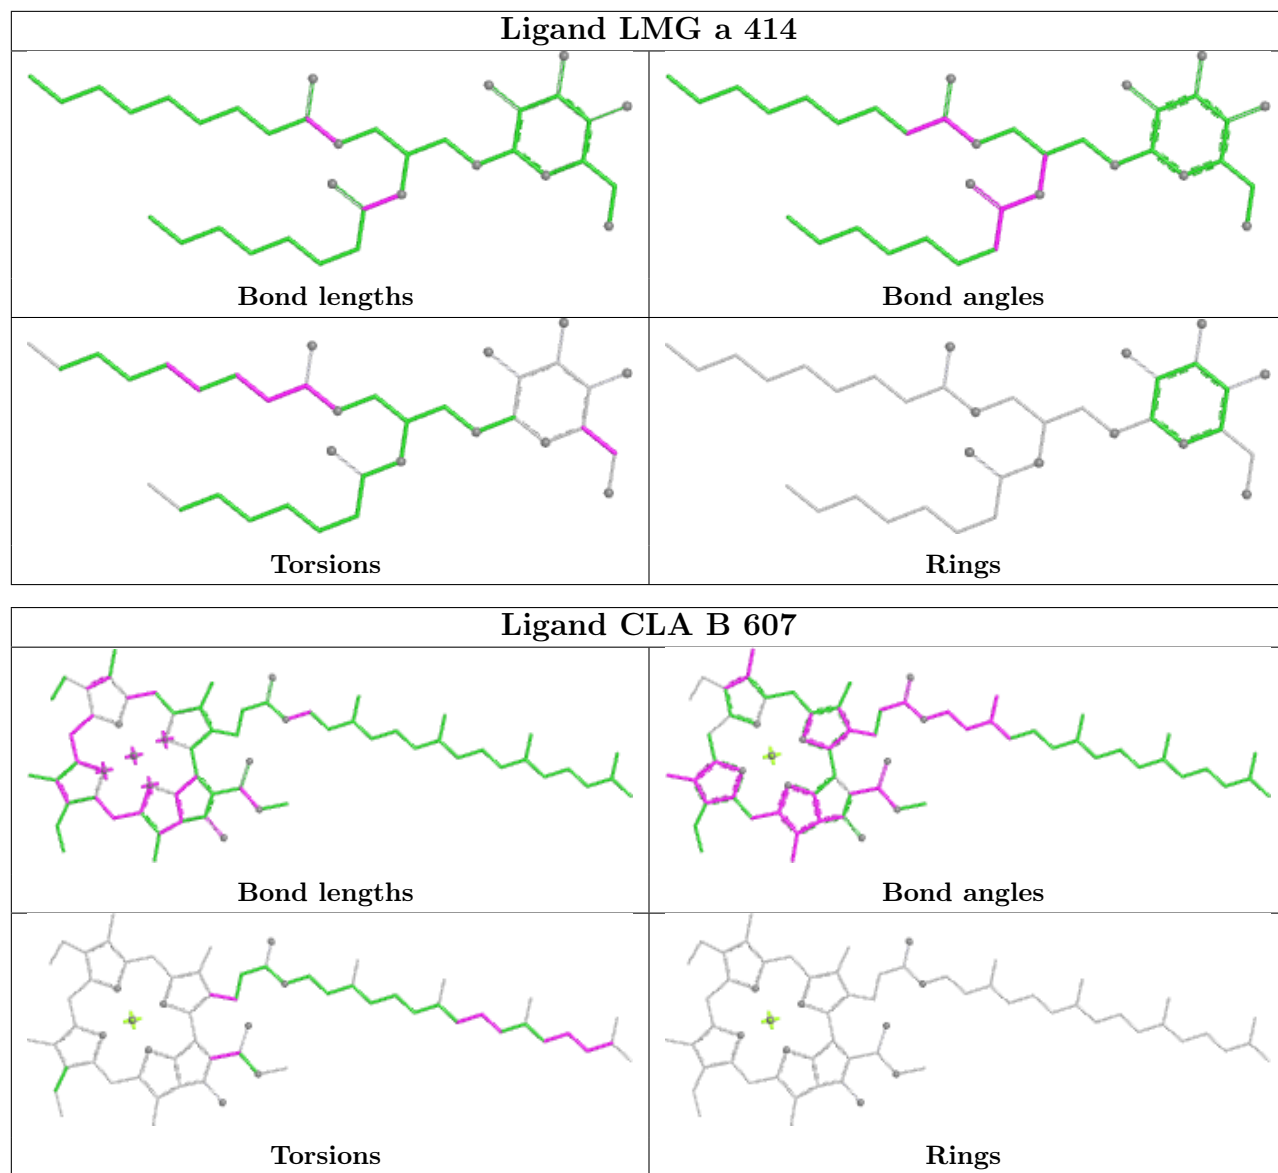 Ligand LMG a 414
Bond lengths
Bond angles
Torsions
Rings
Ligand CLA B 607
Bond lengths
Bond angles
Torsions
Rings